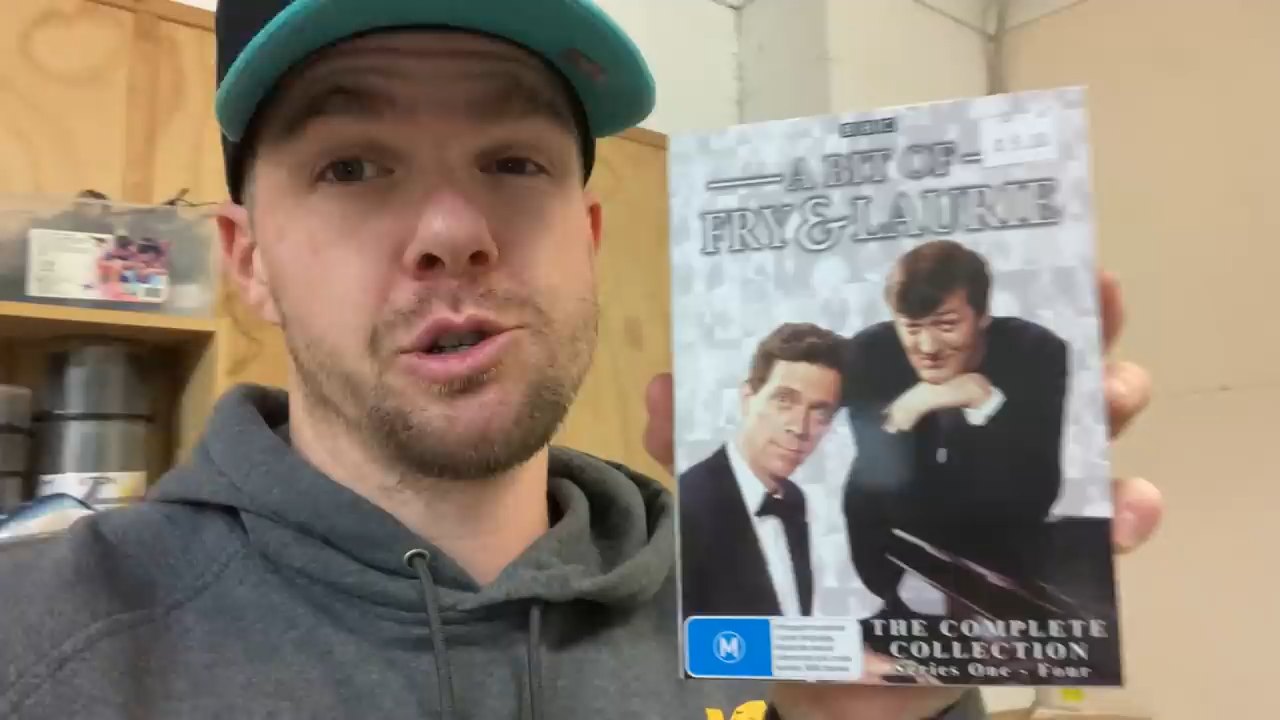 BBC
A BIT OF
FRY & LAURIE
M
THE COMPLETE
COLLECTION
Series One - Four